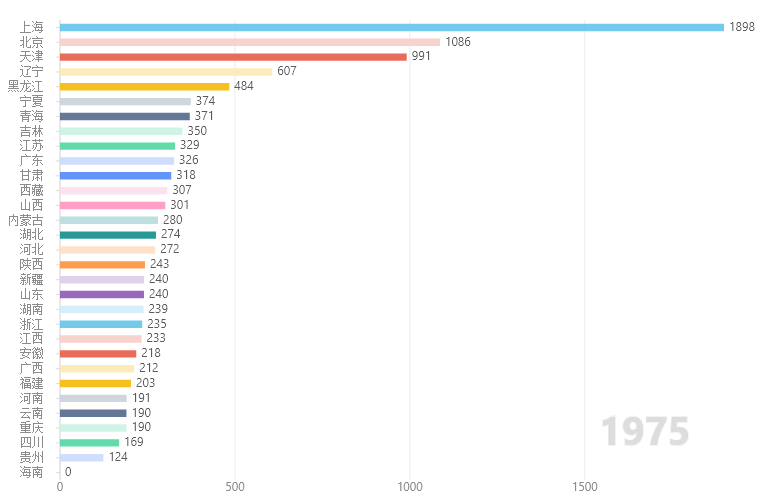 上海 1898
北京 1086
天津 991
辽宁 607
黑龙江 484
宁夏 374
青海 371
吉林 350
江苏 329
广东 326
甘肃 318
西藏 307
山西 301
内蒙古 280
湖北 274
河北 272
陕西 243
新疆 240
山东 240
湖南 239
浙江 235
江西 233
安徽 218
广西 212
福建 203
河南 191
云南 190
重庆 190
四川 169
贵州 124
海南 0
1975
0 500 1000 1500